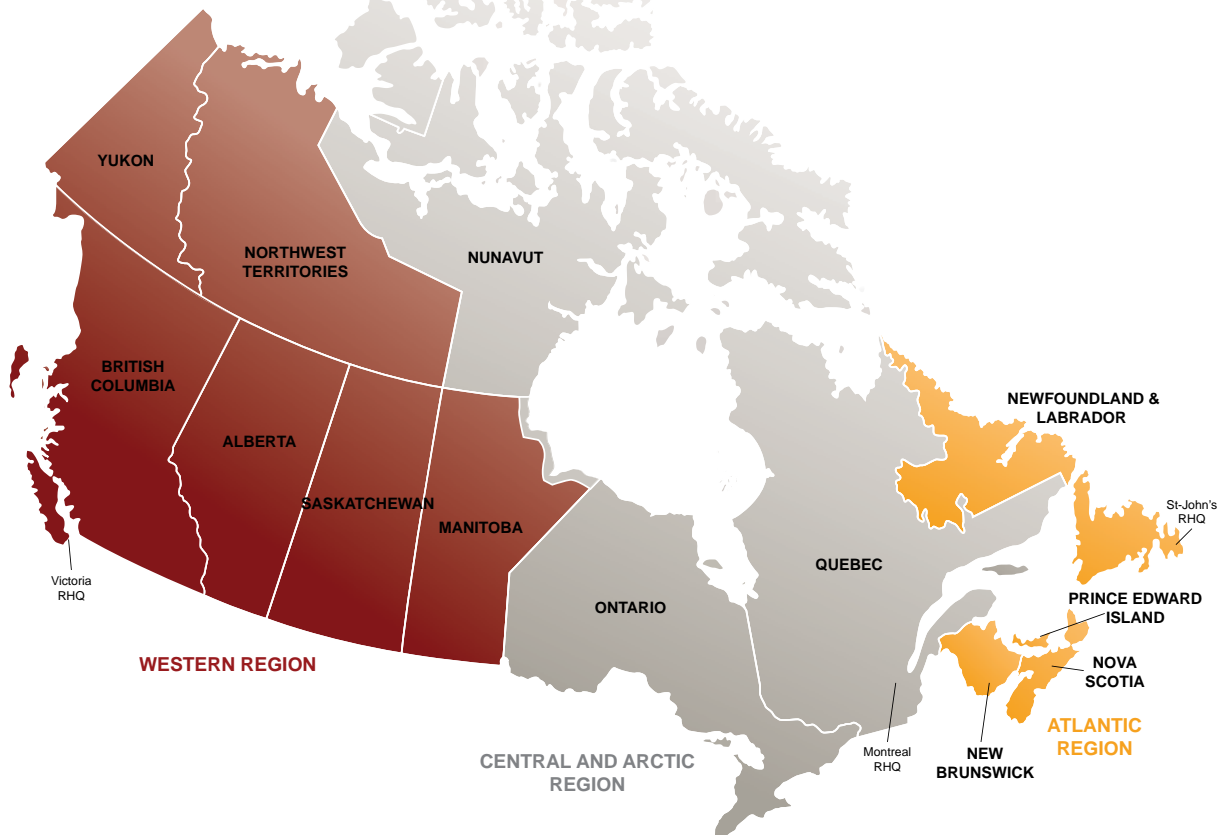 YUKON
NORTHWEST
TERRITORIES
NUNAVUT
BRITISH
COLUMBIA
ALBERTA
SASKATCHEWAN
MANITOBA
NEWFOUNDLAND &
LABRADOR
St-John's
RHQ
QUEBEC
Victoria
RHQ
ONTARIO
PRINCE EDWARD
ISLAND
WESTERN REGION
NOVA
SCOTIA
ATLANTIC
REGION
Montreal
RHQ
NEW
BRUNSWICK
CENTRAL AND ARCTIC
REGION